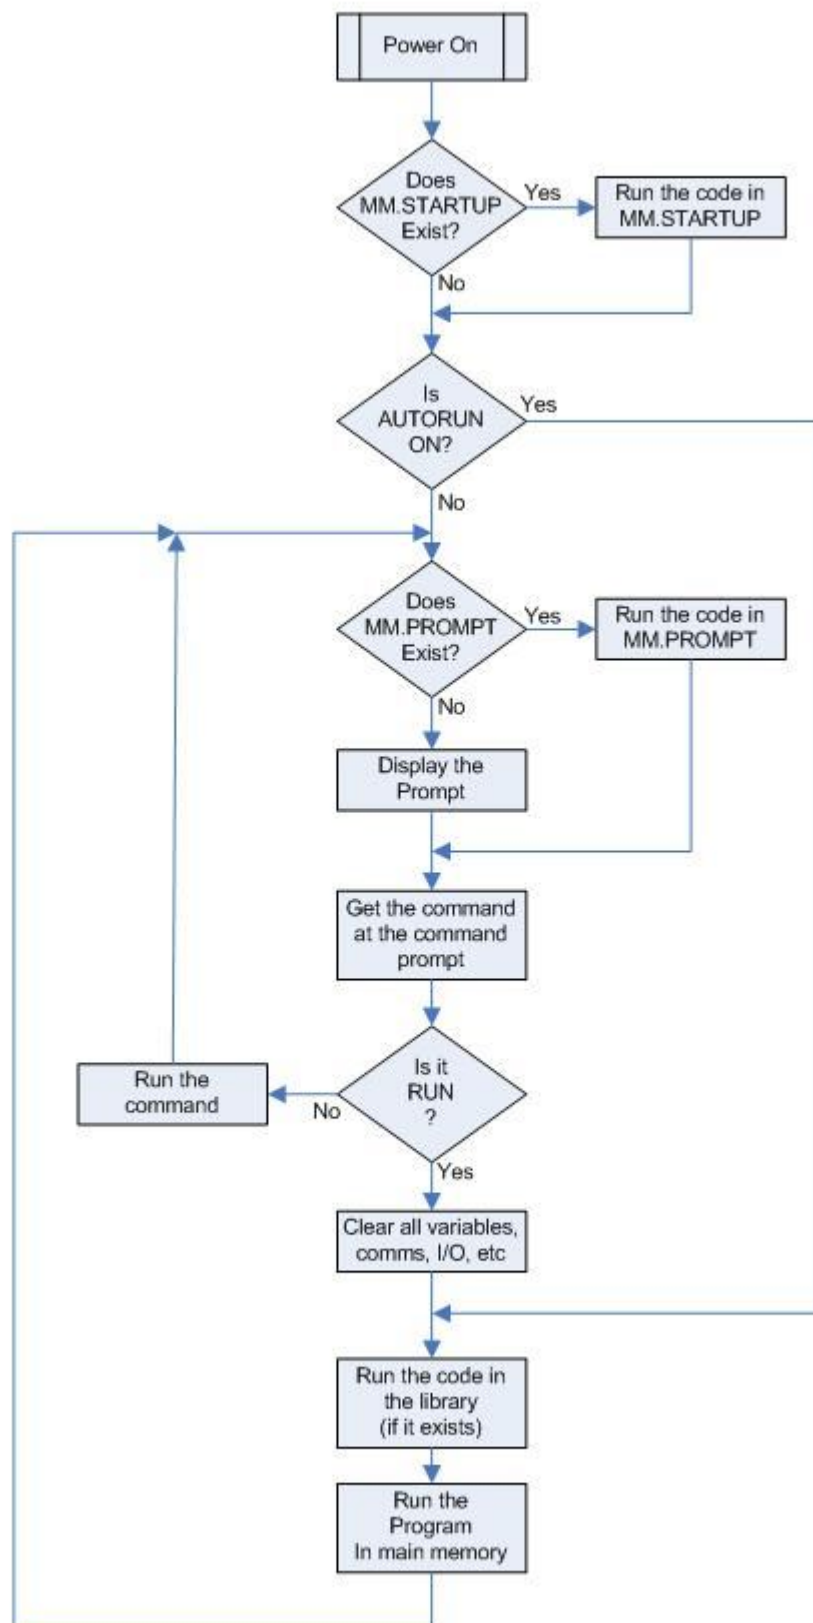 Power On
Does
MM.STARTUP
Exist?
Yes
Run the code in
MM.STARTUP
No
Is
AUTORUN
ON?
Yes
No
Does
MM.PROMPT
Exist?
Yes
Run the code in
MM.PROMPT
No
Display the
Prompt
Get the command
at the command
prompt
Is it
RUN
?
No
Run the
command
Yes
Clear all variables,
comms, I/O, etc
Run the code in
the library
(if it exists)
Run the
Program
In main memory